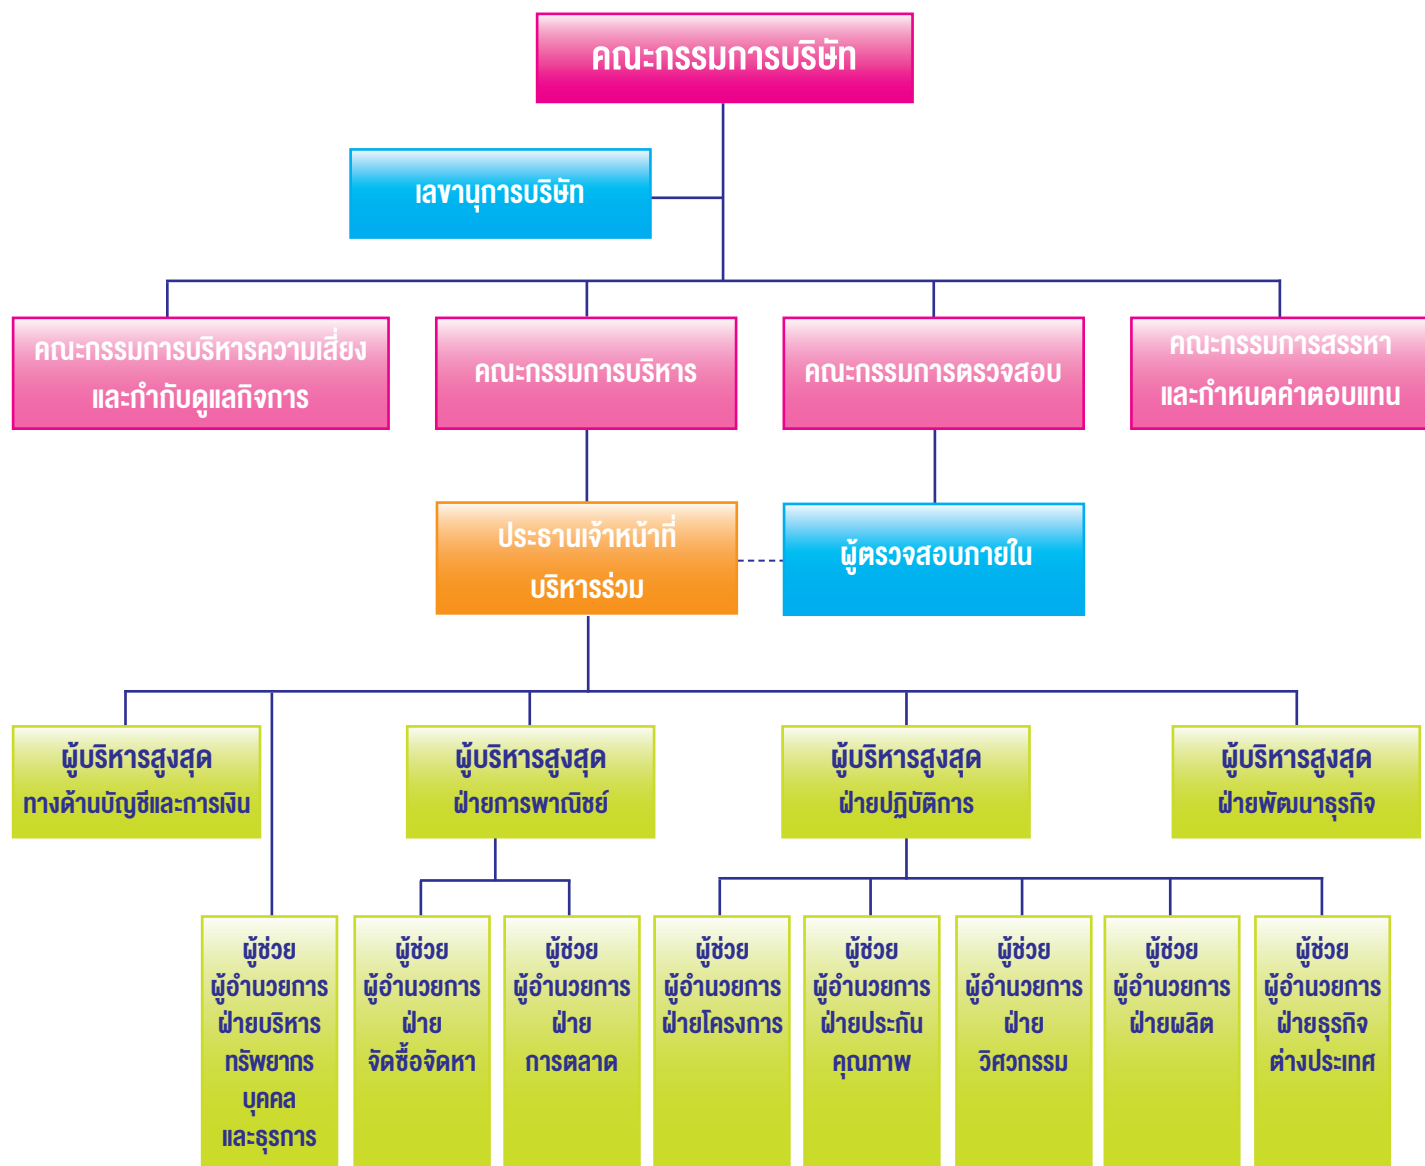 คณะกรรมการบริษัท
เลขานุการบริษัท
คณะกรรมการบริหารความเสี่ยง
และกำกับดูแลกิจการ
คณะกรรมการบริหาร
คณะกรรมการตรวจสอบ
คณะกรรมการสรรหา
และกำหนดค่าตอบแทน
ประธานเจ้าหน้าที่
บริหารร่วม
ผู้ตรวจสอบภายใน
ผู้บริหารสูงสุด
ทางด้านบัญชีและการเงิน
ผู้บริหารสูงสุด
ฝ่ายการพาณิชย์
ผู้บริหารสูงสุด
ฝ่ายปฏิบัติการ
ผู้บริหารสูงสุด
ฝ่ายพัฒนาธุรกิจ
ผู้ช่วย
ผู้อำนวยการ
ฝ่ายบริหาร
ทรัพยากร
บุคคล
และธุรการ
ผู้ช่วย
ผู้อำนวยการ
ฝ่าย
จัดซื้อจัดหา
ผู้ช่วย
ผู้อำนวยการ
ฝ่าย
การตลาด
ผู้ช่วย
ผู้อำนวยการ
ฝ่ายโครงการ
ผู้ช่วย
ผู้อำนวยการ
ฝ่ายประกัน
คุณภาพ
ผู้ช่วย
ผู้อำนวยการ
ฝ่าย
วิศวกรรม
ผู้ช่วย
ผู้อำนวยการ
ฝ่ายผลิต
ผู้ช่วย
ผู้อำนวยการ
ฝ่ายธุรกิจ
ต่างประเทศ